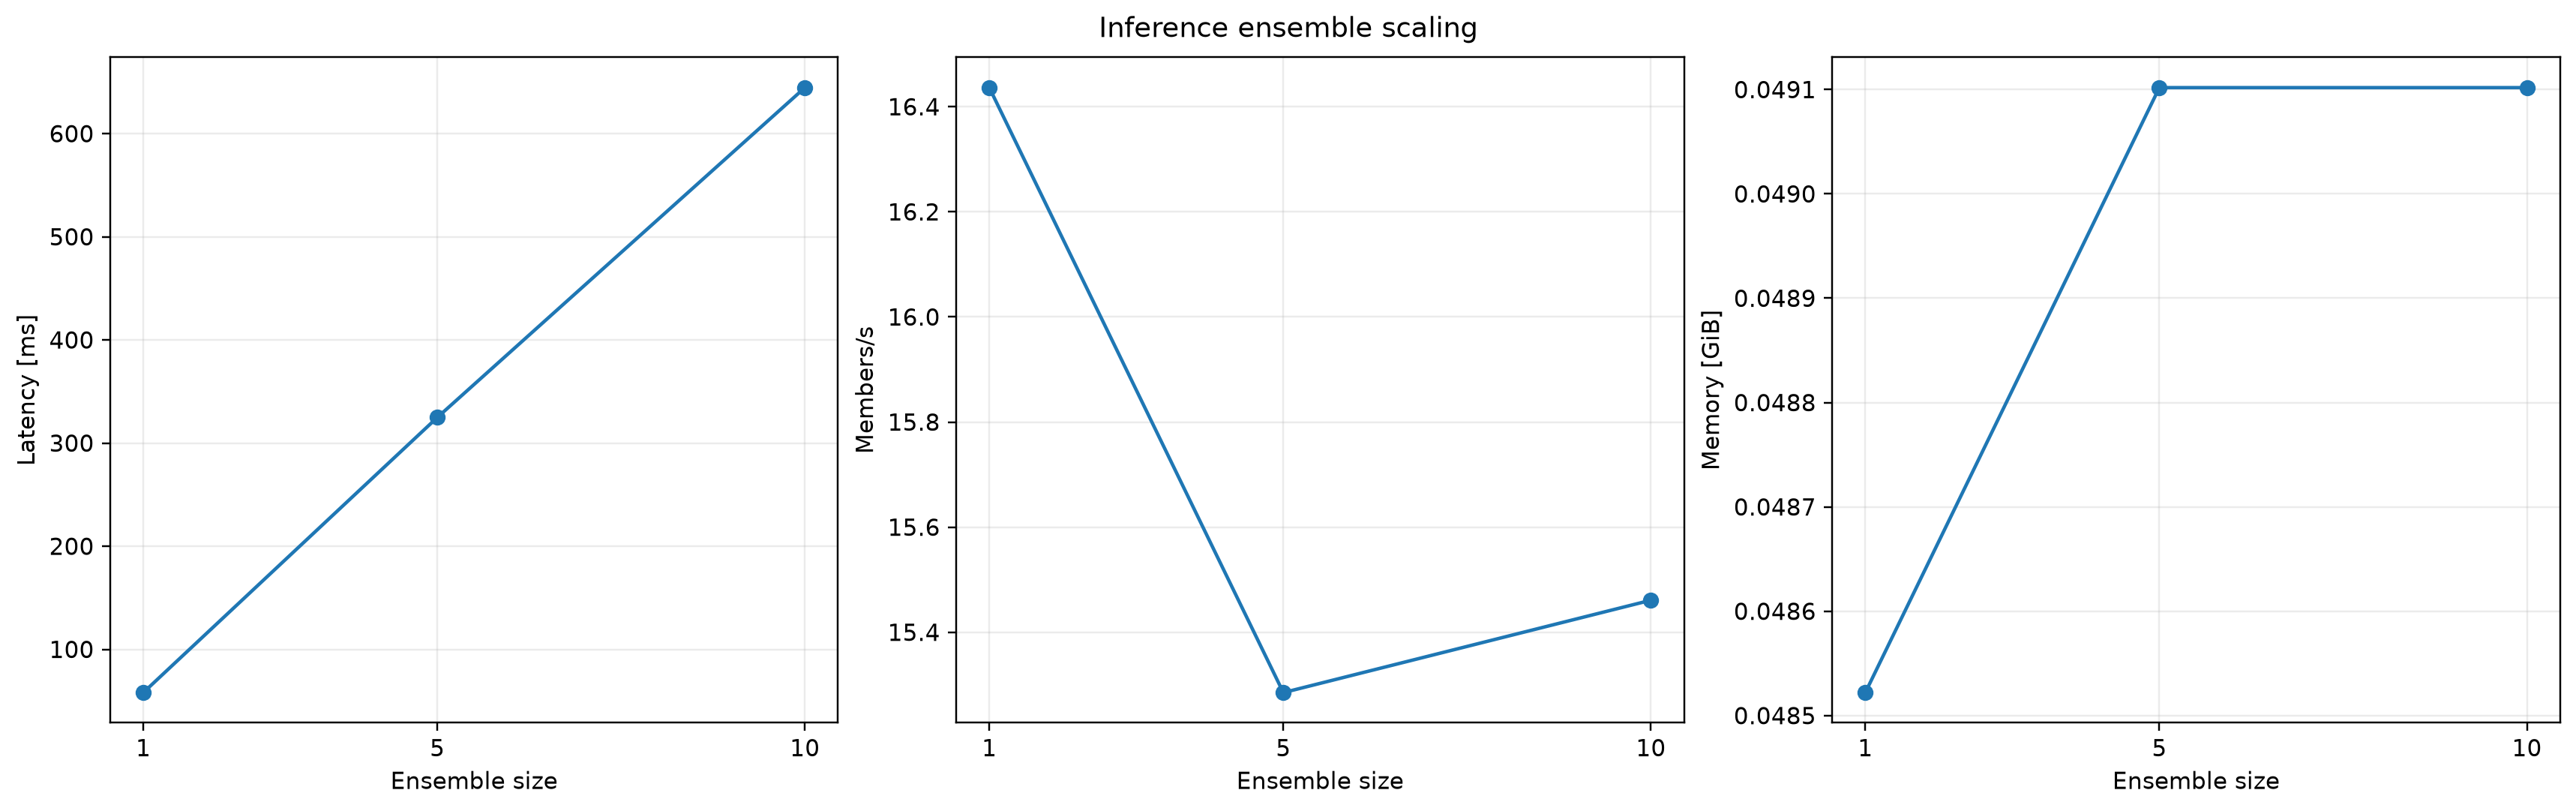 Inference ensemble scaling
Latency [ms]
600
500
400
300
200
100
1 5 10
Ensemble size
Members/s
16.4
16.2
16.0
15.8
15.6
15.4
1 5 10
Ensemble size
Memory [GiB]
0.0491
0.0490
0.0489
0.0488
0.0487
0.0486
0.0485
1 5 10
Ensemble size